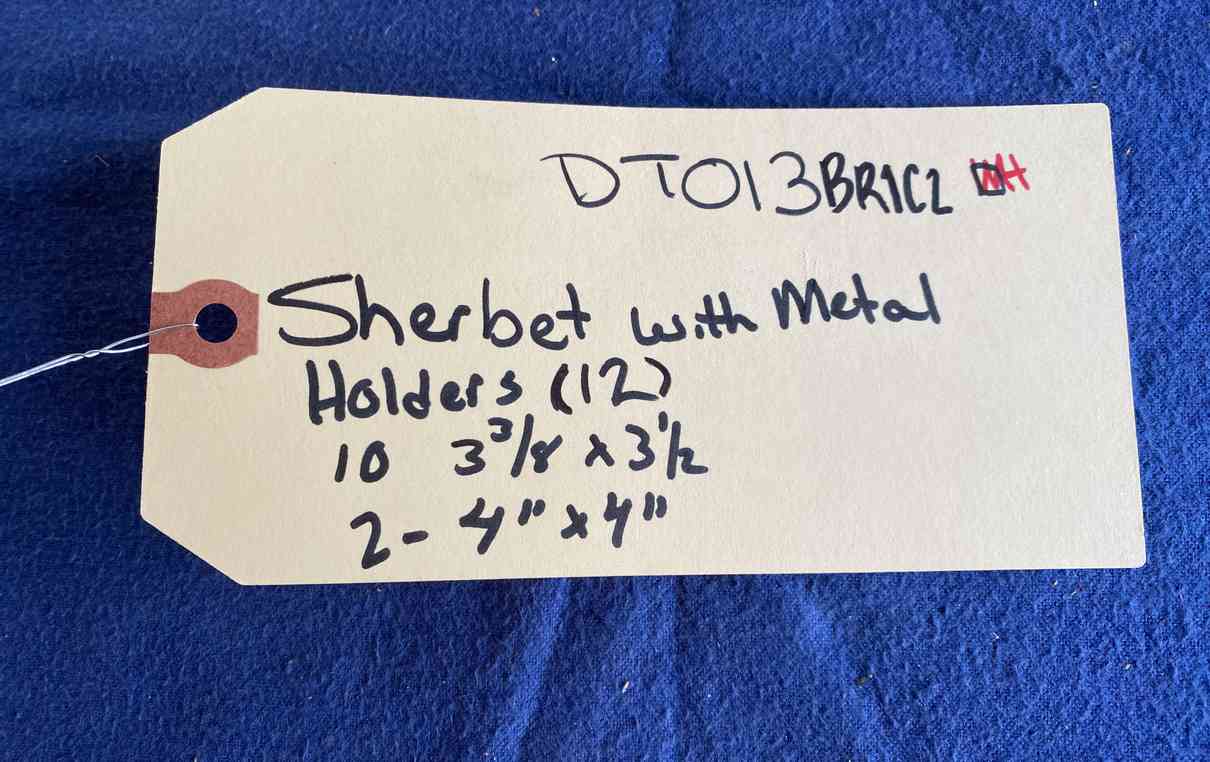 DT013BR1C2
Sherbet with Metal
Holders (12)
10 3 3/8 x 3 1/2
2- 4" x 4"